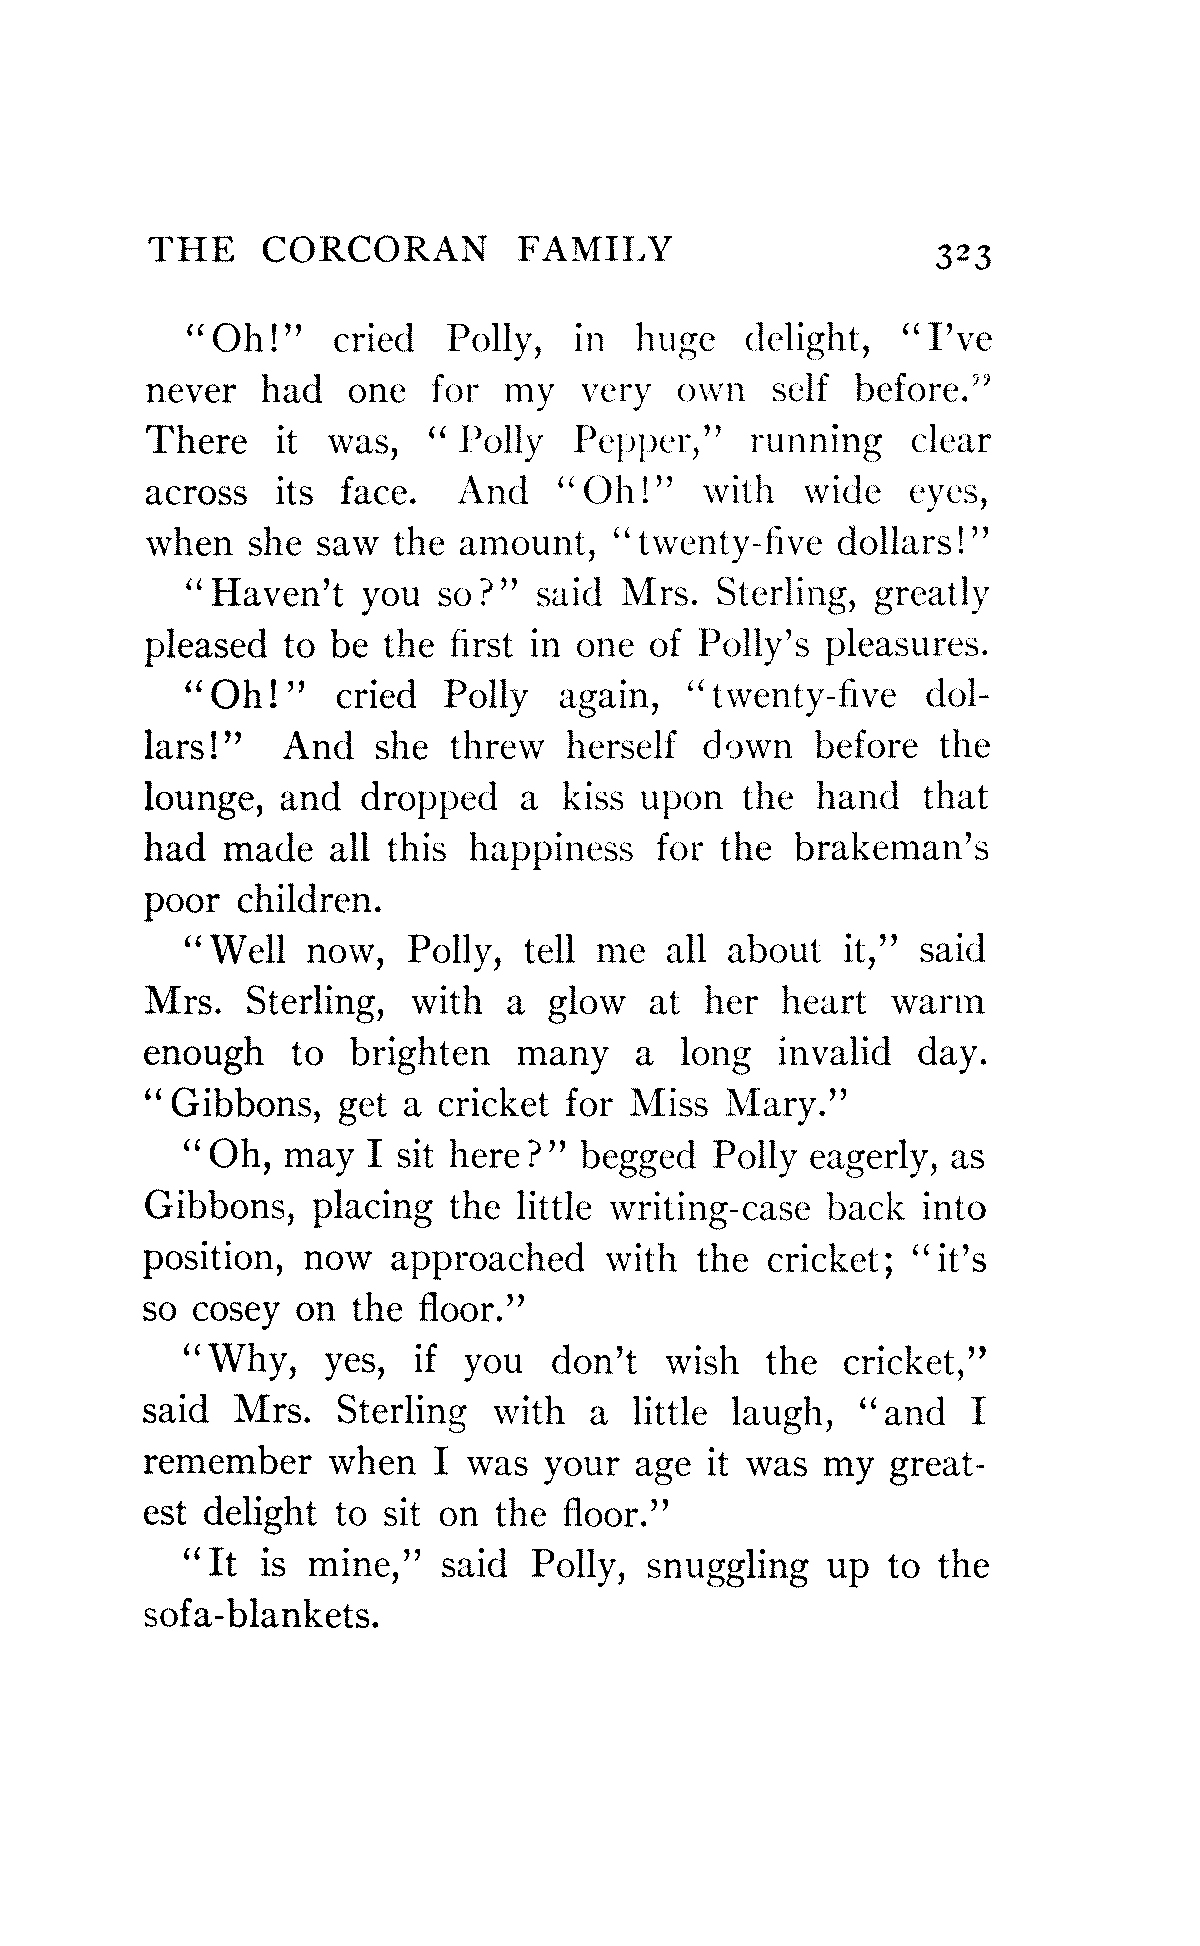 THE CORCORAN FAMILY 323
"Oh!" cried Polly, in huge delight, "I've
never had one for my very own self before."
There it was, "Polly Pepper," running clear
across its face. And "Oh!" with wide eyes,
when she saw the amount, "twenty-five dollars!"
"Haven't you so?" said Mrs. Sterling, greatly
pleased to be the first in one of Polly's pleasures.
"Oh!" cried Polly again, "twenty-five dol-
lars!" And she threw herself down before the
lounge, and dropped a kiss upon the hand that
had made all this happiness for the brakeman's
poor children.
"Well now, Polly, tell me all about it," said
Mrs. Sterling, with a glow at her heart warm
enough to brighten many a long invalid day.
"Gibbons, get a cricket for Miss Mary."
"Oh, may I sit here?" begged Polly eagerly, as
Gibbons, placing the little writing-case back into
position, now approached with the cricket; "it's
so cosey on the floor."
"Why, yes, if you don't wish the cricket,"
said Mrs. Sterling with a little laugh, "and I
remember when I was your age it was my great-
est delight to sit on the floor."
"It is mine," said Polly, snuggling up to the
sofa-blankets.